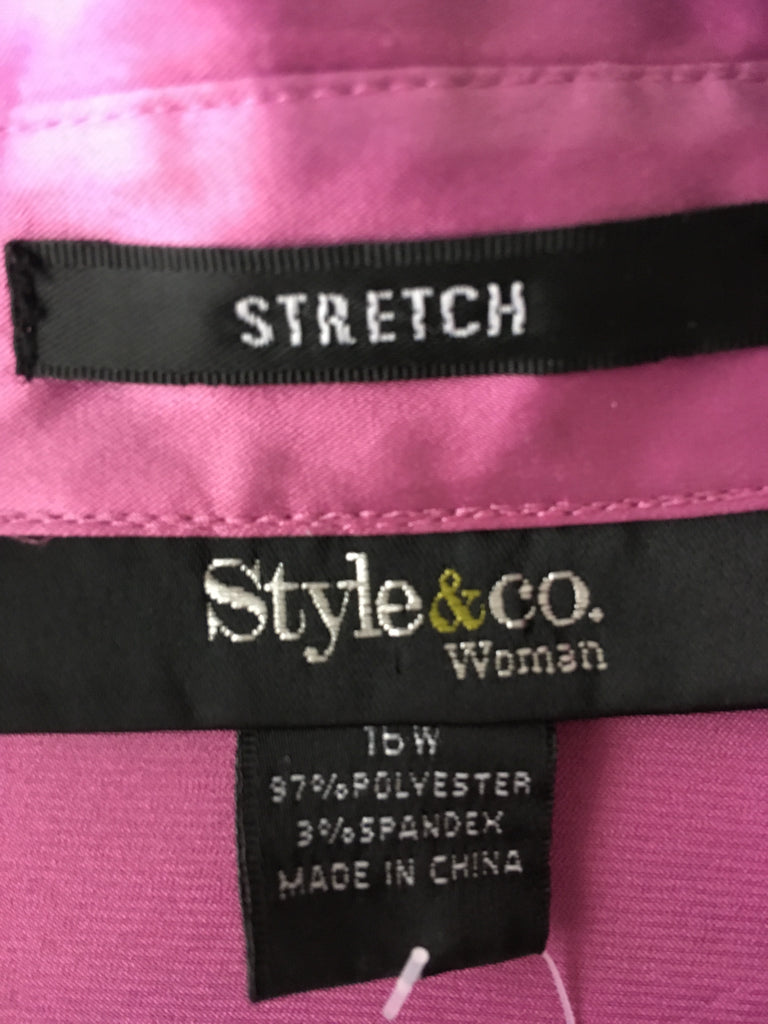 STRETCH
Style&co.
Woman
16W
97%POLYESTER
3%SPANDEX
MADE IN CHINA